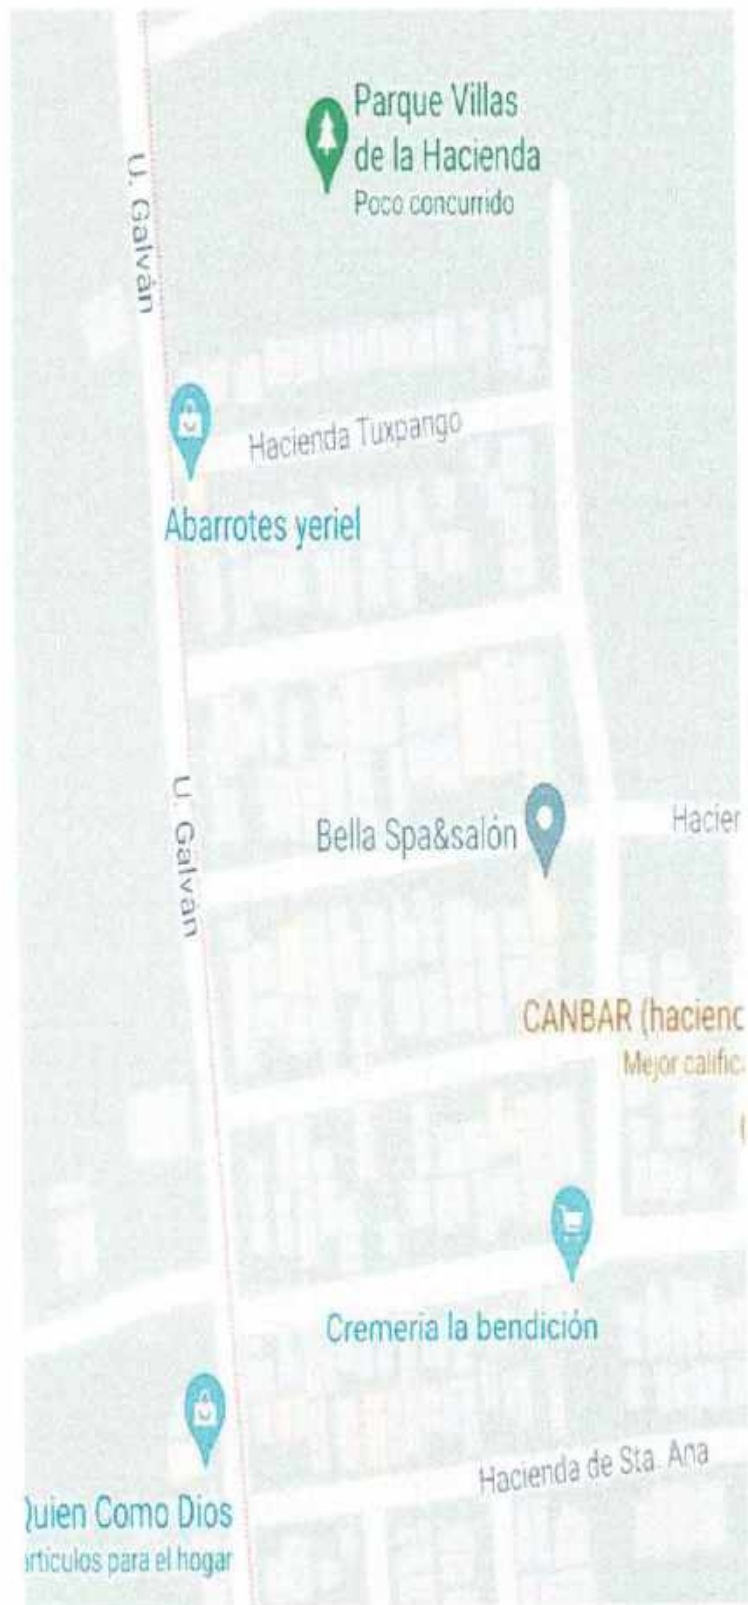 Parque Villas
de la Hacienda
Poco concurrido
U. Galván
Hacienda Tuxpango
Abarrotes yeriel
U. Galván
Bella Spa&salón
Hacier
CANBAR (hacienc
Mejor calific
Cremeria la bendición
Hacienda de Sta. Ana
Quien Como Dios
artículos para el hogar